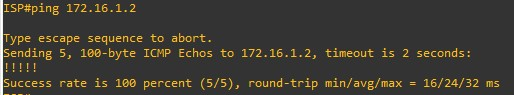 ISP#ping 172.16.1.2
Type escape sequence to abort.
Sending 5, 100-byte ICMP Echos to 172.16.1.2, timeout is 2 seconds:
!!!!!
Success rate is 100 percent (5/5), round-trip min/avg/max = 16/24/32 ms